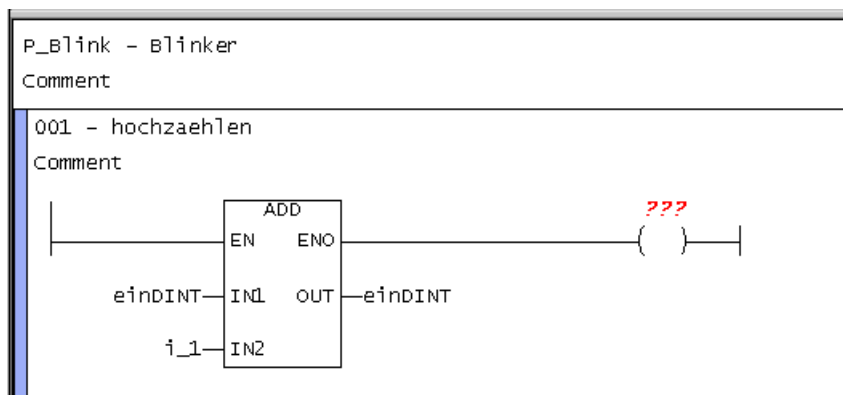 P_Blink - Blinker
Comment
001 - hochzaehlen
Comment
ADD
???
EN ENO
einDINT IN1 OUT einDINT
i_1 IN2